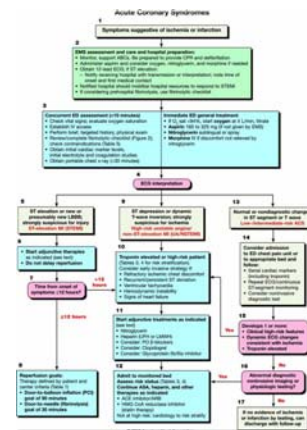 Acute Coronary Syndromes
1
Symptoms suggestive of ischemia or infarction
2
EMS assessment and care and hospital preparation:
• Monitor, support ABCs. Be prepared to provide CPR and defibrillation
• Administer aspirin and consider oxygen, nitroglycerin, and morphine if needed
• Obtain 12-lead ECG; if ST elevation:
– Notify receiving hospital with transmission or interpretation; note time of
onset and first medical contact
• Notified hospital should mobilize resources to respond to STEMI
• If considering prehospital fibrinolysis, use fibrinolytic checklist
3
Concurrent ED assessment (<10 minutes)
• Check vital signs; evaluate oxygen saturation
• Establish IV access
• Perform brief, targeted history, physical exam
• Review/complete fibrinolytic checklist
check contraindications
• Obtain initial cardiac marker levels,
initial electrolyte and coagulation studies
• Obtain portable chest x-ray (<30 minutes)
Immediate ED general treatment
• start oxygen at 4 L/min, titrate
• Aspirin 160 to 325 mg (if not given by EMS)
• Nitroglycerin sublingual or spray
• Morphine IV if discomfort not relieved by
nitroglycerin
4
ECG interpretation
5
ST elevation or new or
presumably new LBBB;
strongly suspicious for injury
ST-elevation MI (STEMI)
9
ST depression or dynamic
T-wave inversion; strongly
suspicious for ischemia
High-risk unstable angina/
non–ST-elevation MI (UA/NSTEMI)
13
Normal or nondiagnostic changes
in ST segment or T wave
Low-/intermediate-risk ACS
6
• Start adjunctive therapies
as indicated (see text)
• Do not delay reperfusion
7
Time from onset of
symptoms ≤12 hours?
>12
hours
≤12 hours
8
Reperfusion goals:
Therapy defined by patient and
center criteria
• Door-to-balloon inflation (PCI)
goal of 90 minutes
• Door-to-needle (fibrinolysis)
goal of 30 minutes
10
Troponin elevated or high-risk patient
Consider early invasive strategy if:
• Refractory ischemic chest discomfort
• Recurrent/persistent ST deviation
• Ventricular tachycardia
• Hemodynamic instability
• Signs of heart failure
11
Start adjunctive treatments as indicated
(see text)
• Nitroglycerin
• Heparin (UFH or LMWH)
• Consider: PO β-blockers
• Consider: Clopidogrel
• Consider: Glycoprotein IIb/IIIa inhibitor
12
Admit to monitored bed
Assess risk status
Continue ASA, heparin, and other
therapies as indicated
• ACE inhibitor/ARB
• HMG CoA reductase inhibitor
(statin therapy)
Not at high risk: cardiology to risk stratify
14
Consider admission
to ED chest pain unit or to
appropriate bed and follow:
• Serial cardiac markers
(including troponin)
• Repeat ECG/continuous
ST-segment monitoring
• Consider noninvasive
diagnostic test
15
Develops 1 or more:
• Clinical high-risk features
• Dynamic ECG changes
consistent with ischemia
• Troponin elevated
Yes
No
16
Abnormal diagnostic
noninvasive imaging or
physiologic testing?
Yes
No
17
If no evidence of ischemia
or infarction by testing, can
discharge with follow-up